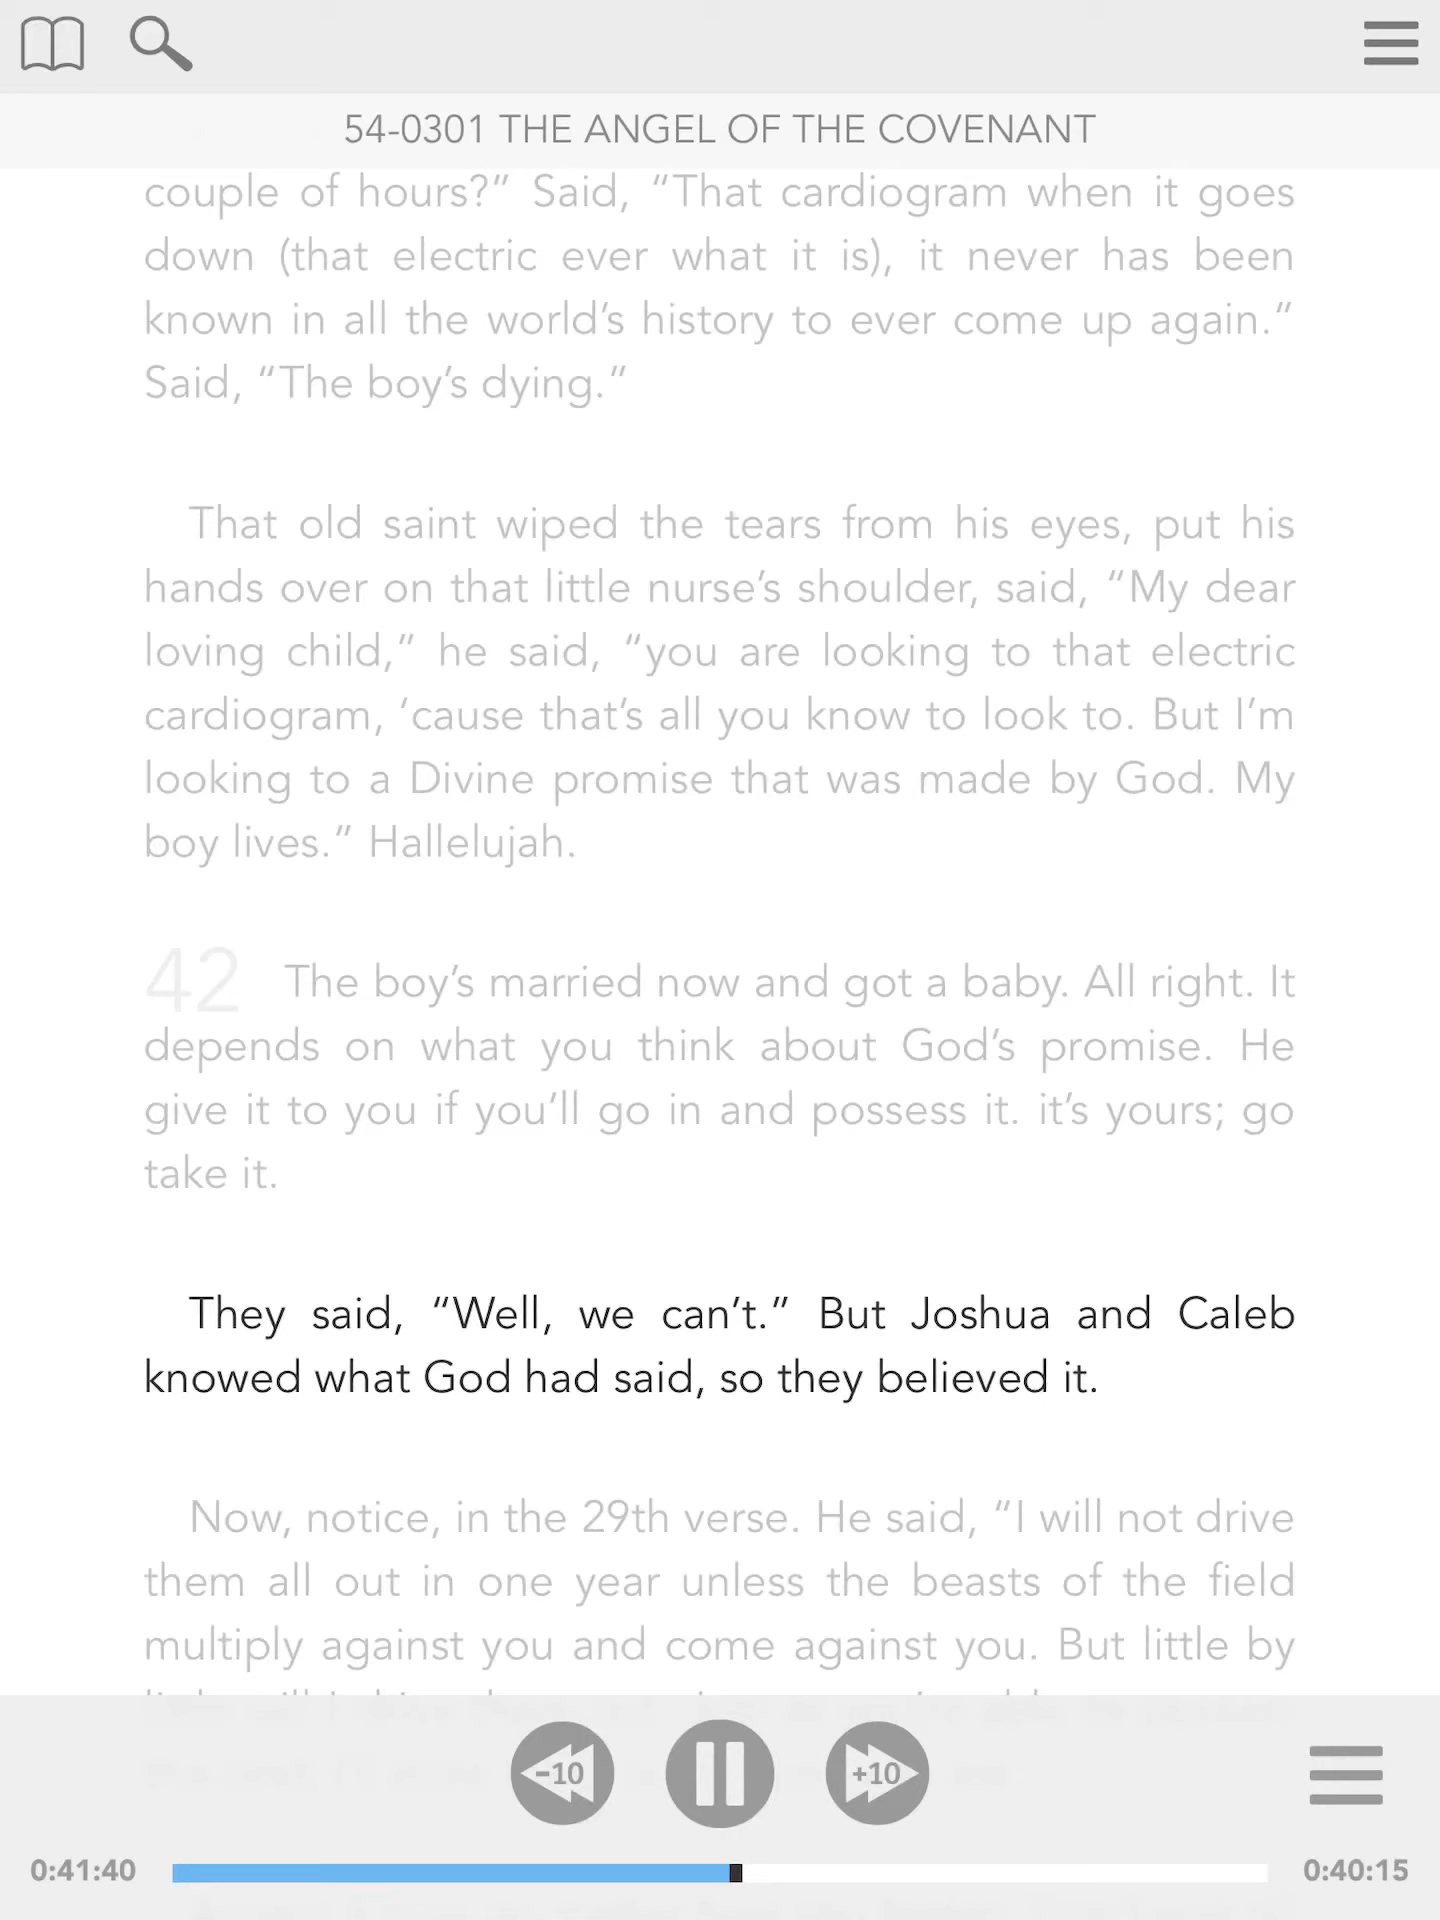 54-0301 THE ANGEL OF THE COVENANT
couple of hours?” Said, “That cardiogram when it goes
down (that electric ever what it is), it never has been
known in all the world’s history to ever come up again.”
Said, “The boy’s dying.”
That old saint wiped the tears from his eyes, put his
hands over on that little nurse’s shoulder, said, “My dear
loving child,” he said, “you are looking to that electric
cardiogram, ‘cause that’s all you know to look to. But I’m
looking to a Divine promise that was made by God. My
boy lives.” Hallelujah.
42 The boy’s married now and got a baby. All right. It
depends on what you think about God’s promise. He
give it to you if you’ll go in and possess it. it’s yours; go
take it.
They said, “Well, we can’t.” But Joshua and Caleb
knowed what God had said, so they believed it.
Now, notice, in the 29th verse. He said, “I will not drive
them all out in one year unless the beasts of the field
multiply against you and come against you. But little by
-10 +10
0:41:40 0:40:15